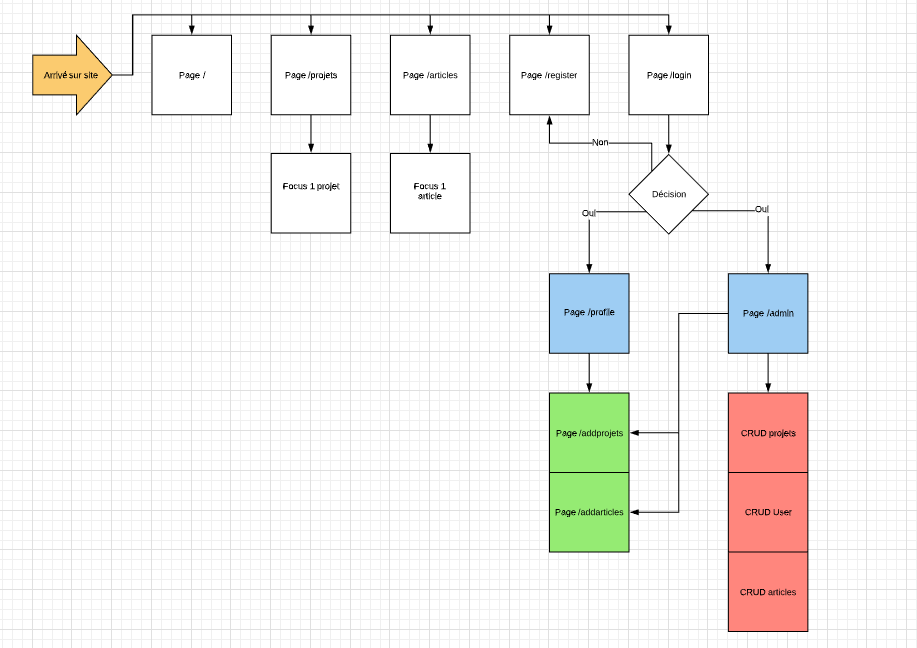 Arrivé sur site
Page /
Page /projets
Page /articles
Page /register
Page /login
Non
Focus 1 projet
Focus 1
article
Décision
Oui
Oui
Page /profile
Page /admin
Page /addprojets
CRUD projets
Page /addarticles
CRUD User
CRUD articles